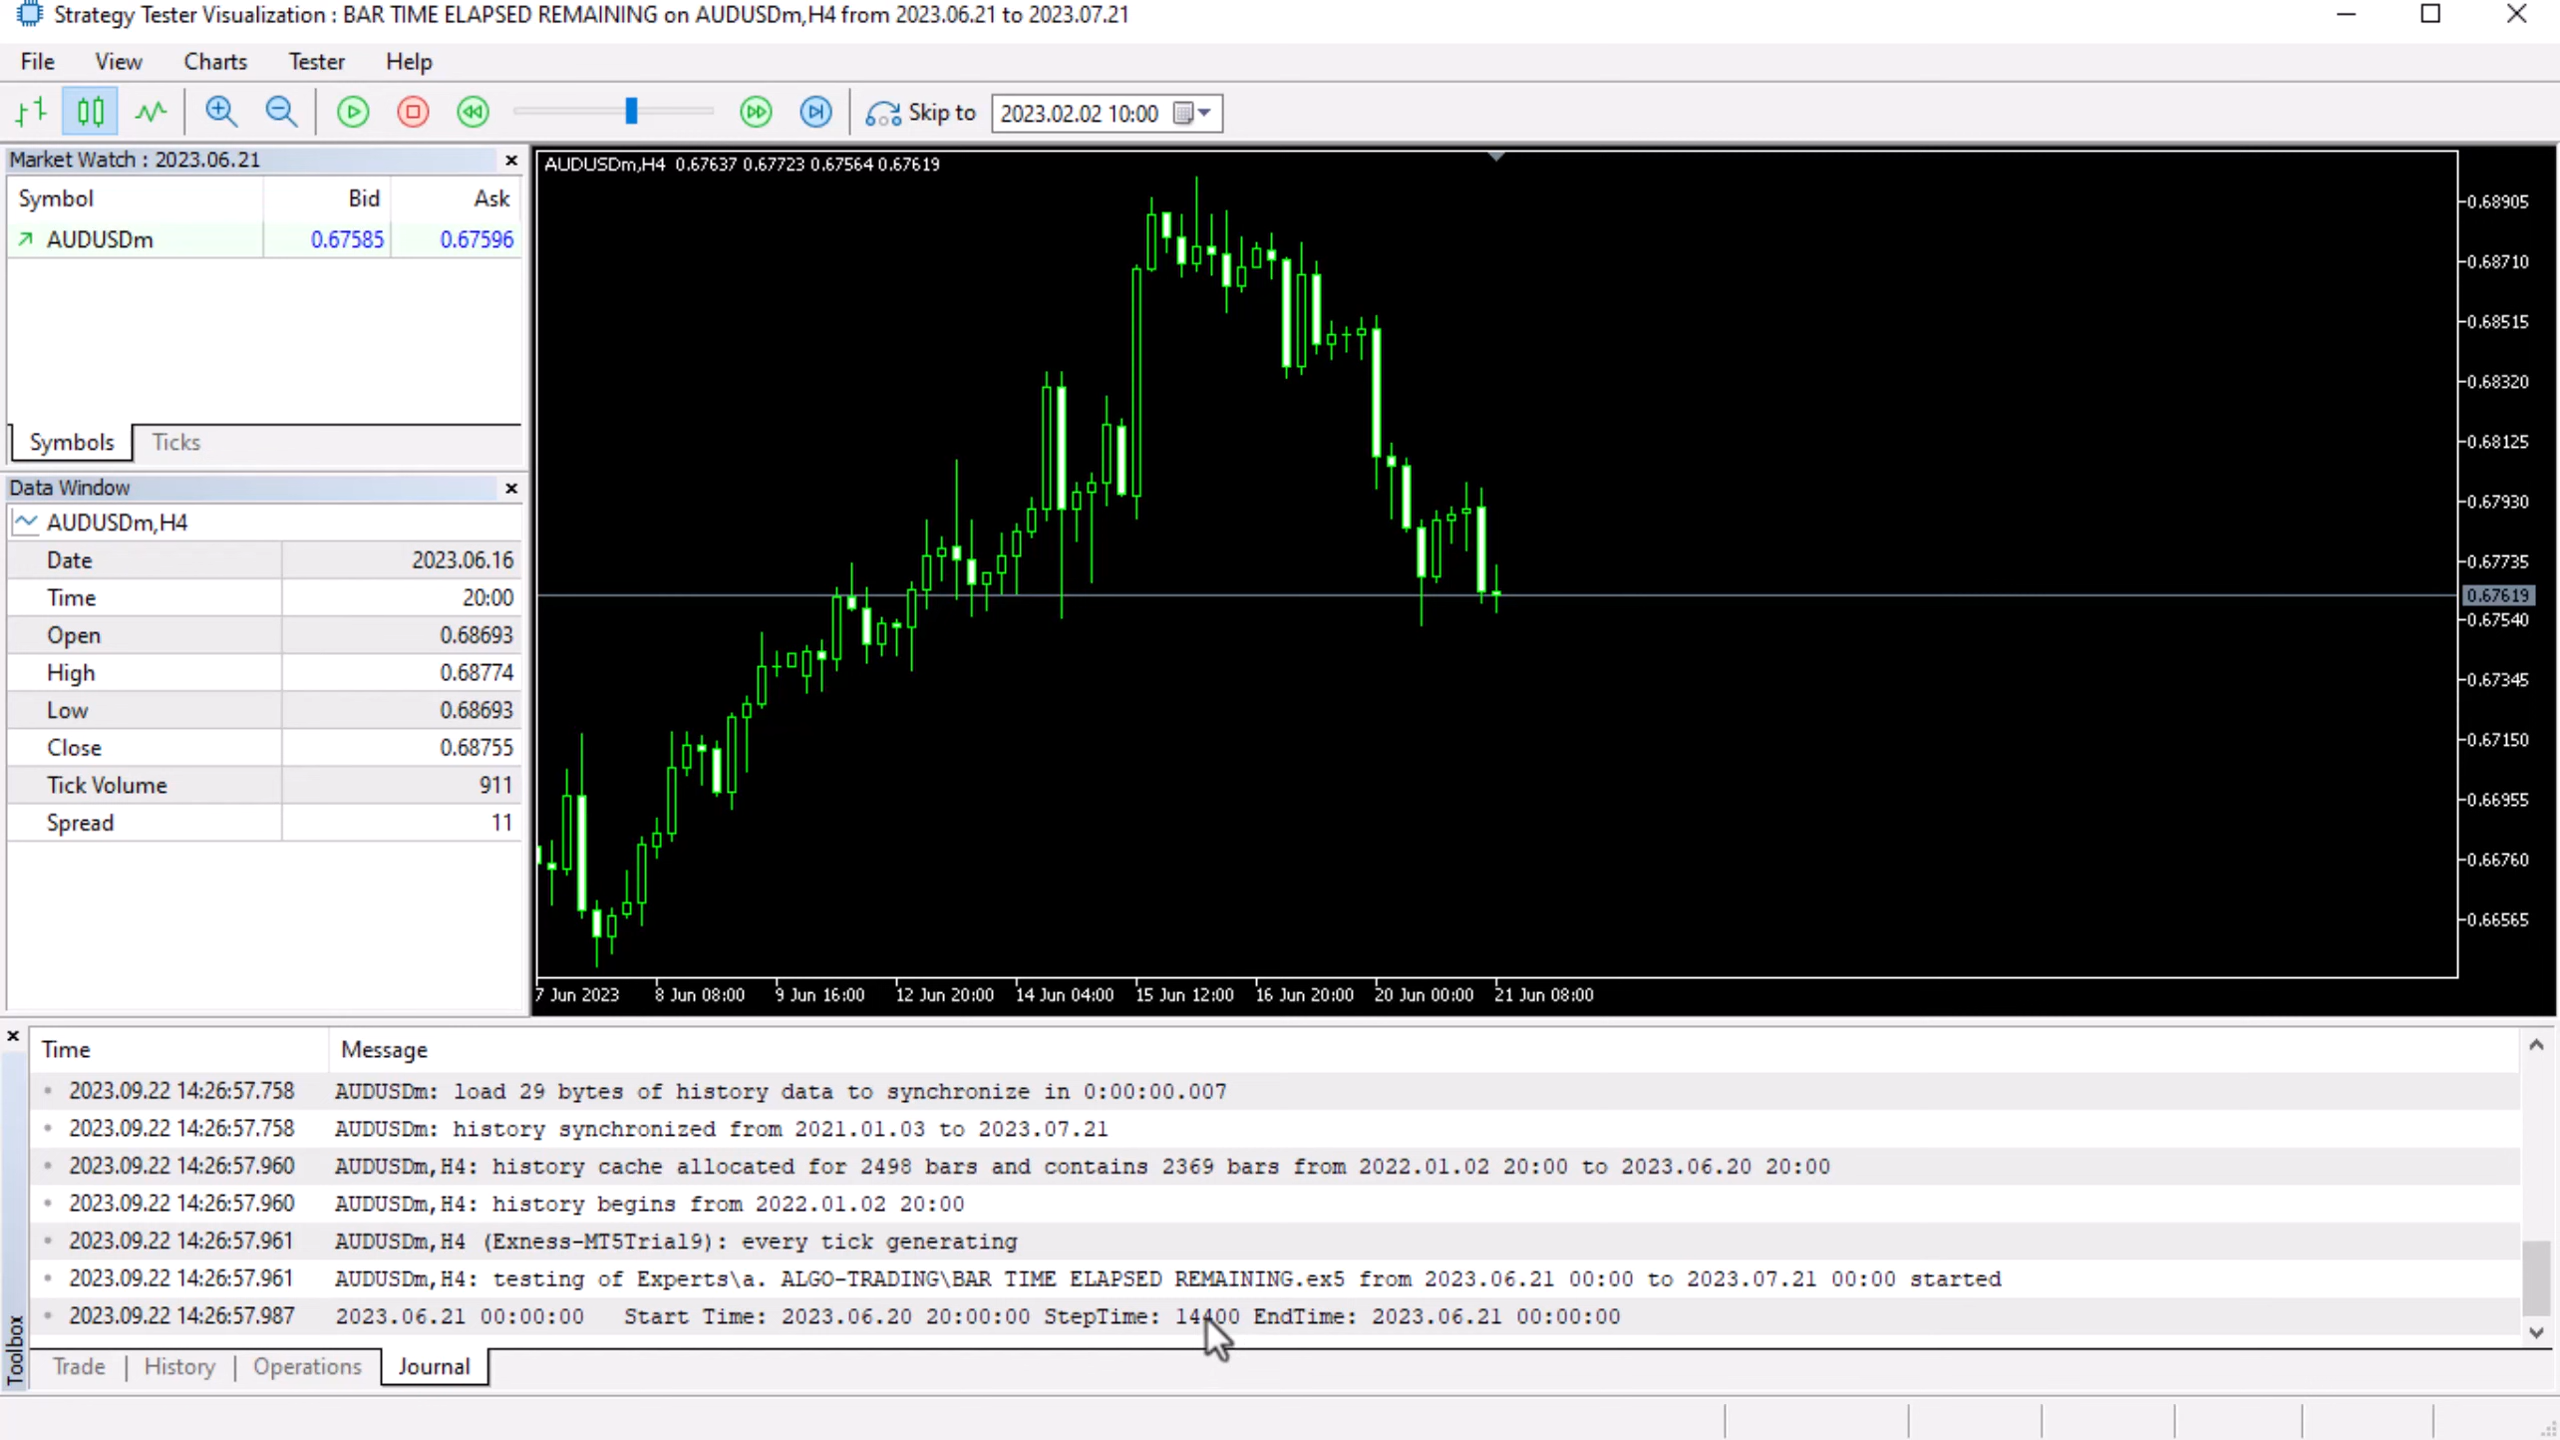 Strategy Tester Visualization : BAR TIME ELAPSED REMAINING on AUDUSDm,H4 from 2023.06.21 to 2023.07.21
File View Charts Tester Help
Skip to 2023.02.02 10:00
Market Watch : 2023.06.21
Symbol Bid Ask
AUDUSDm 0.67585 0.67596
Symbols Ticks
Data Window
AUDUSDm,H4
Date 2023.06.16
Time 20:00
Open 0.68693
High 0.68774
Low 0.68693
Close 0.68755
Tick Volume 911
Spread 11
AUDUSDm,H4 0.67637 0.67723 0.67564 0.67619
0.68905
0.68710
0.68515
0.68320
0.68125
0.67930
0.67735
0.67619
0.67540
0.67345
0.67150
0.66955
0.66760
0.66565
7 Jun 2023 8 Jun 08:00 9 Jun 16:00 12 Jun 20:00 14 Jun 04:00 15 Jun 12:00 16 Jun 20:00 20 Jun 00:00 21 Jun 08:00
Time Message
2023.09.22 14:26:57.758 AUDUSDm: load 29 bytes of history data to synchronize in 0:00:00.007
2023.09.22 14:26:57.758 AUDUSDm: history synchronized from 2021.01.03 to 2023.07.21
2023.09.22 14:26:57.960 AUDUSDm,H4: history cache allocated for 2498 bars and contains 2369 bars from 2022.01.02 20:00 to 2023.06.20 20:00
2023.09.22 14:26:57.960 AUDUSDm,H4: history begins from 2022.01.02 20:00
2023.09.22 14:26:57.961 AUDUSDm,H4 (Exness-MT5Trial9): every tick generating
2023.09.22 14:26:57.961 AUDUSDm,H4: testing of Experts\a. ALGO-TRADING\BAR TIME ELAPSED REMAINING.ex5 from 2023.06.21 00:00 to 2023.07.21 00:00 started
2023.09.22 14:26:57.987 2023.06.21 00:00:00 Start Time: 2023.06.20 20:00:00 StepTime: 14400 EndTime: 2023.06.21 00:00:00
Toolbox
Trade History Operations Journal